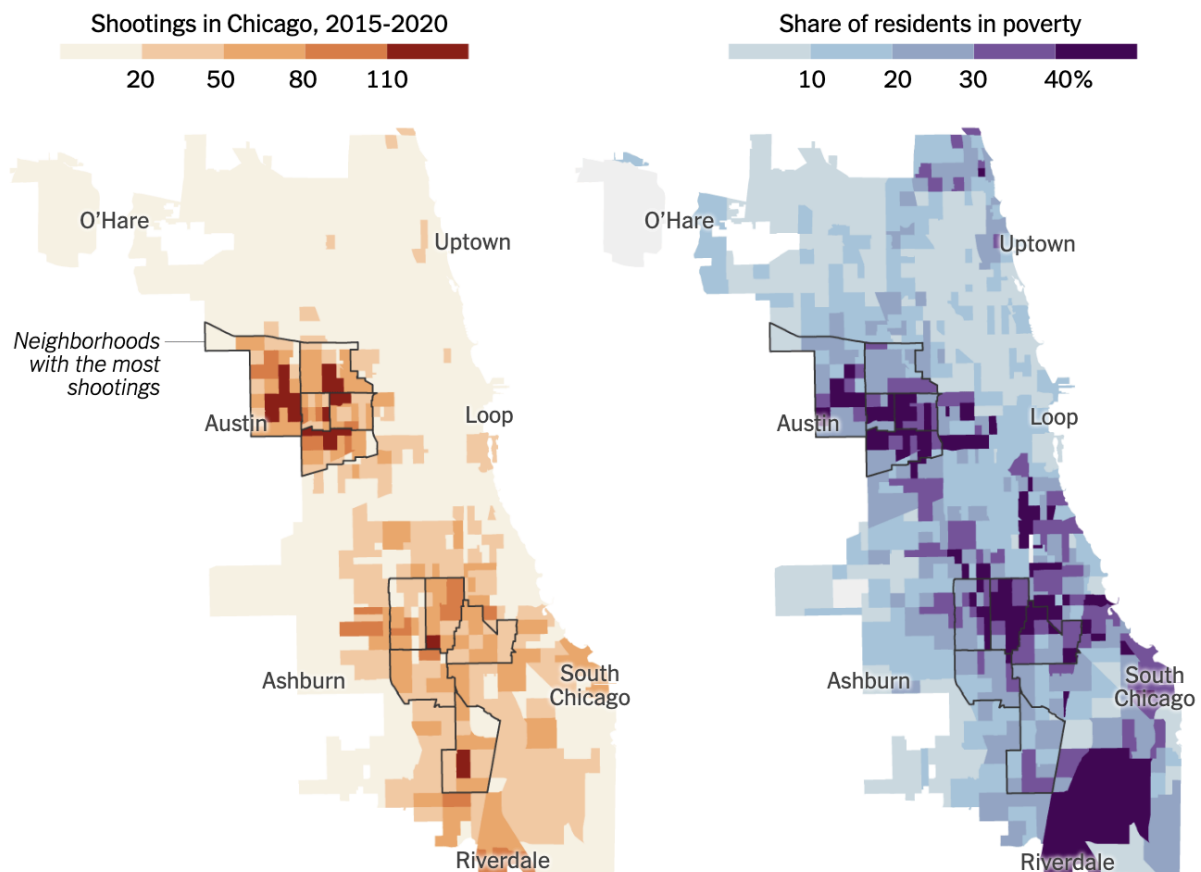 Shootings in Chicago, 2015-2020
20 50 80 110
O’Hare
Uptown
Neighborhoods
with the most
shootings
Austin
Loop
Ashburn
South
Chicago
Riverdale
Share of residents in poverty
10 20 30 40%
O’Hare
Uptown
Austin
Loop
Ashburn
South
Chicago
Riverdale